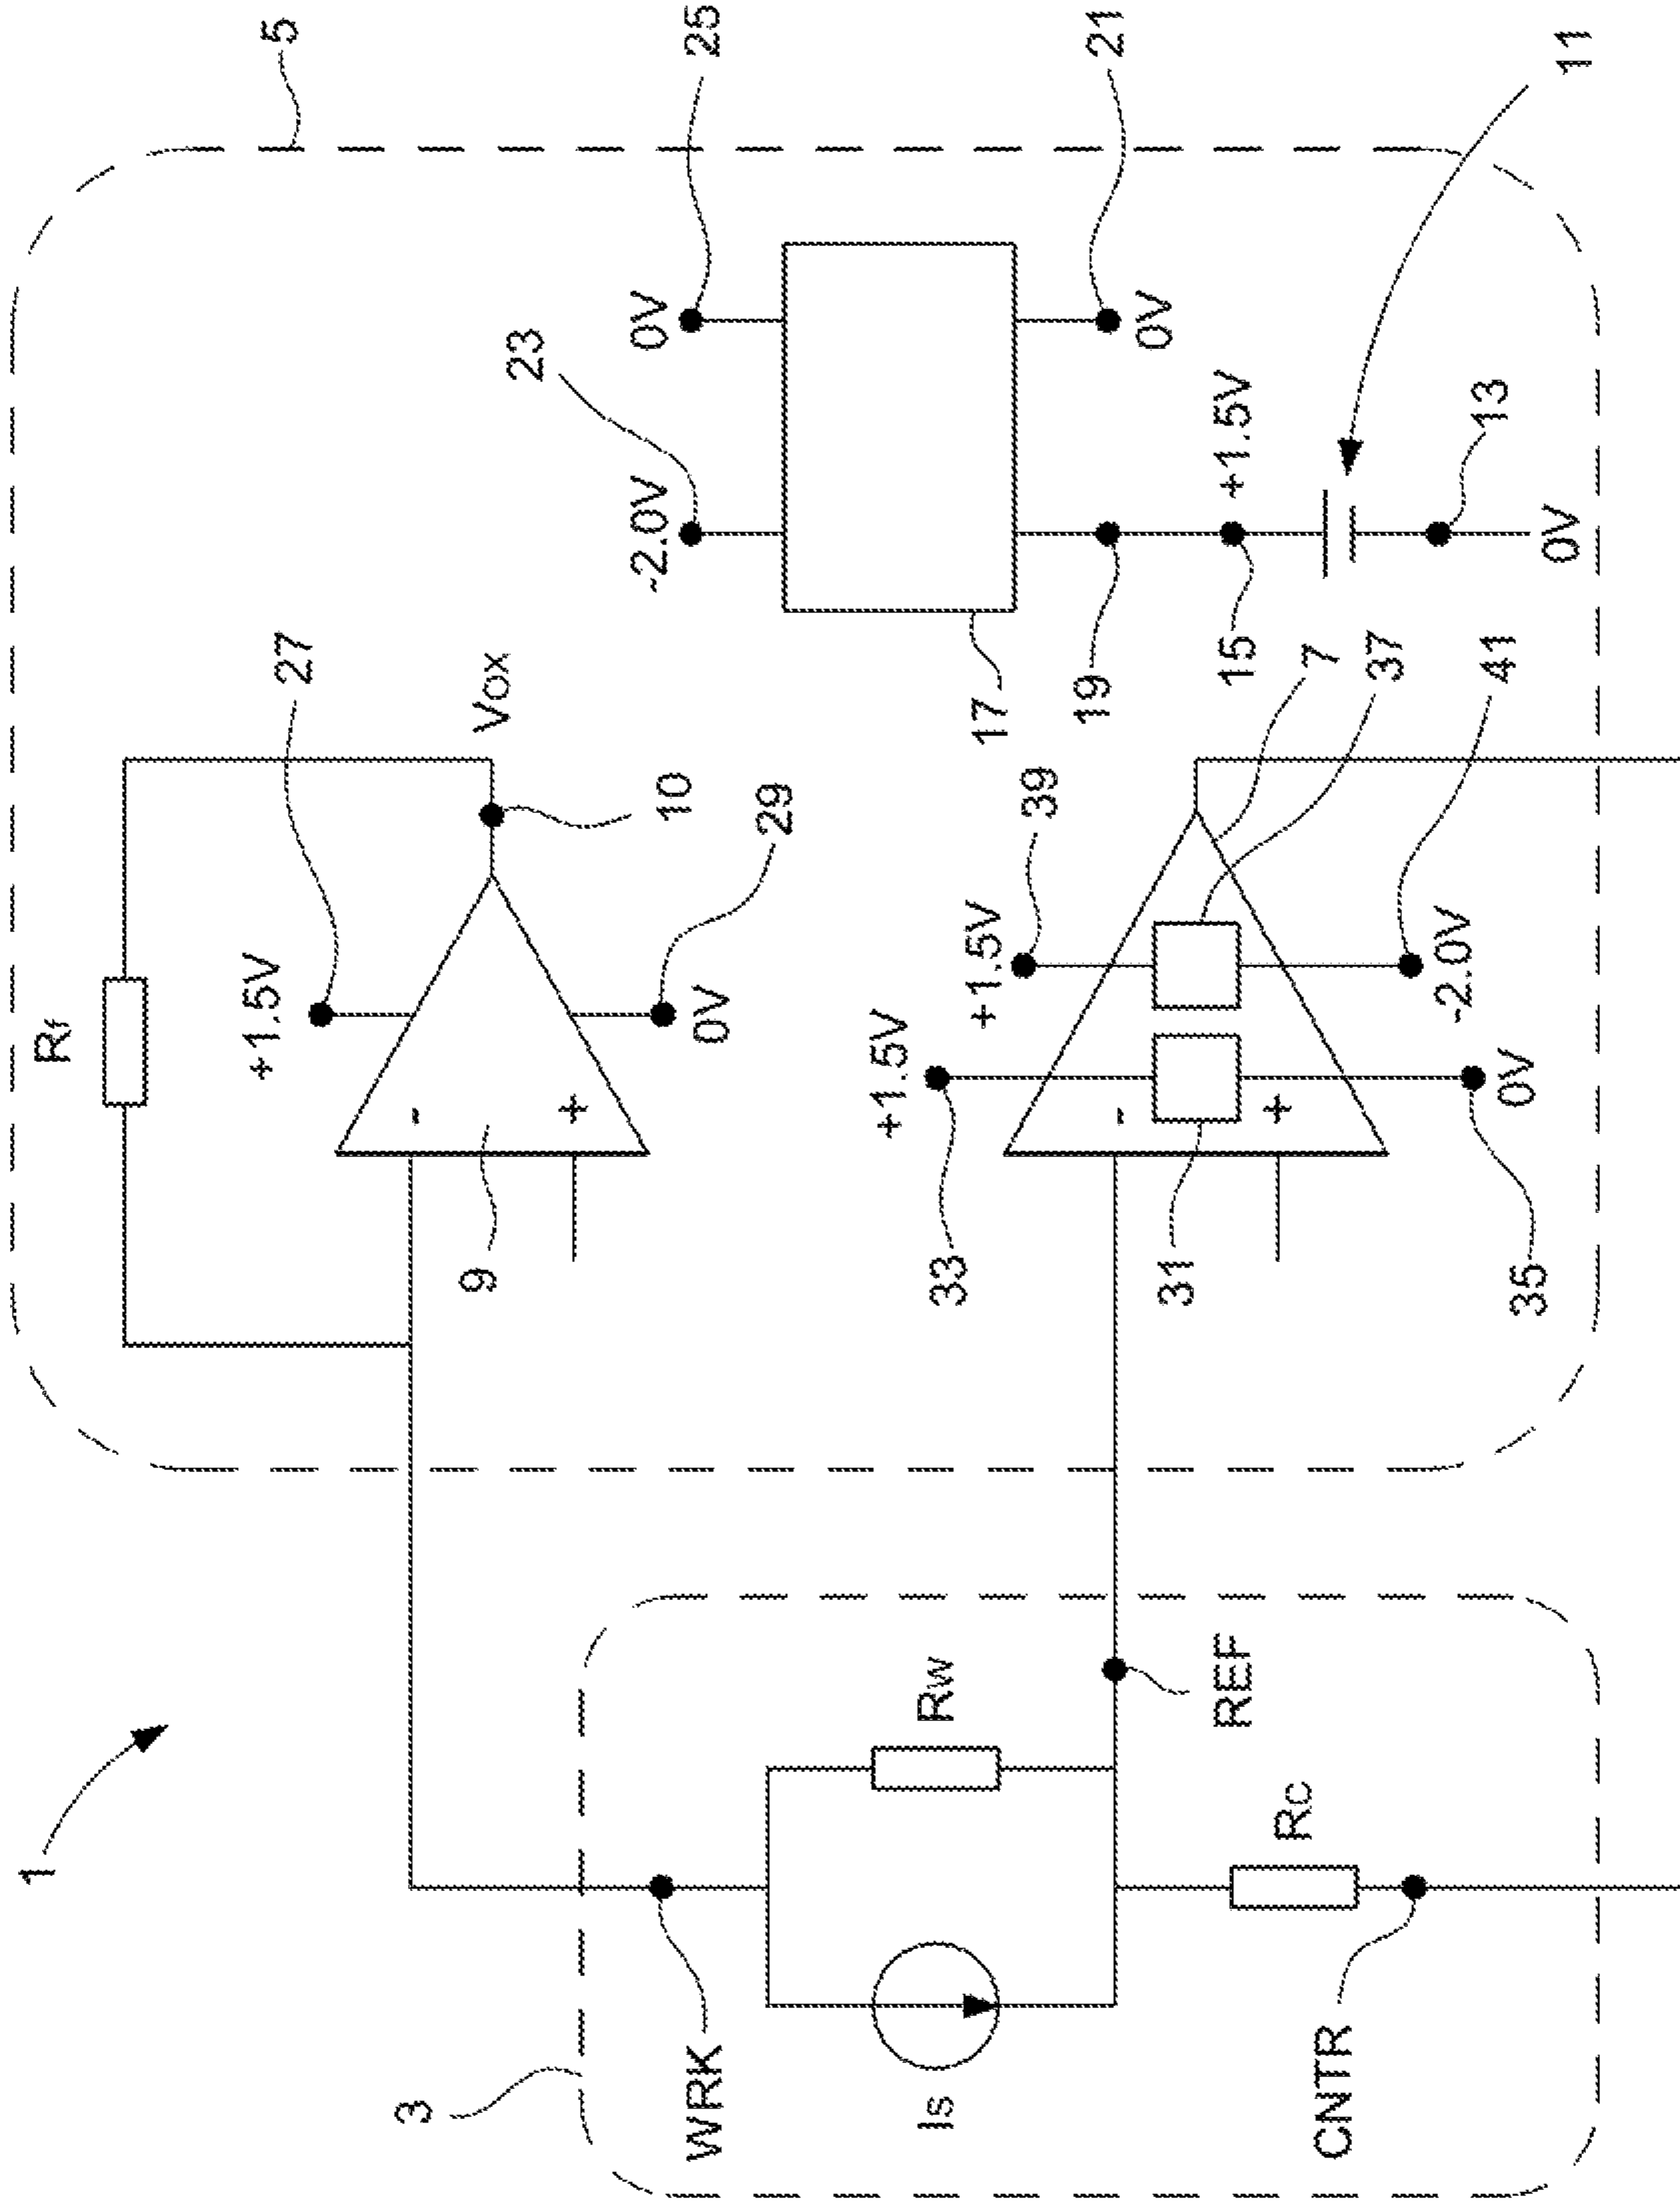 1
3
WRK
Is
Rw
REF
Rc
CNTR
5
Rf
+1.5V
27
-
+
9
Vox
10
29
0V
-2.0V
23
0V
25
17
19
0V
21
15
+1.5V
11
13
0V
33
+1.5V
+1.5V
39
-
+
31
7
37
-2.0V
41
0V
35